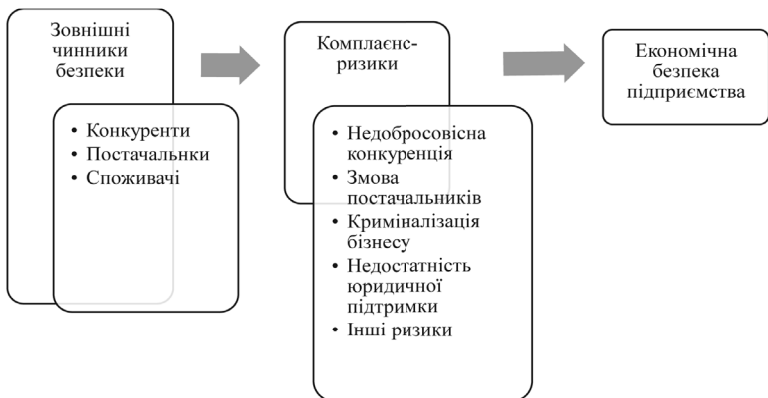 Зовнішні
чинники
безпеки
• Конкуренти
• Постачальнки
• Споживачі
Комплаєнс-
ризики
• Недобросовісна
конкуренція
• Змова
постачальників
• Криміналізація
бізнесу
• Недостатність
юридичної
підтримки
• Інші ризики
Економічна
безпека
підприємства